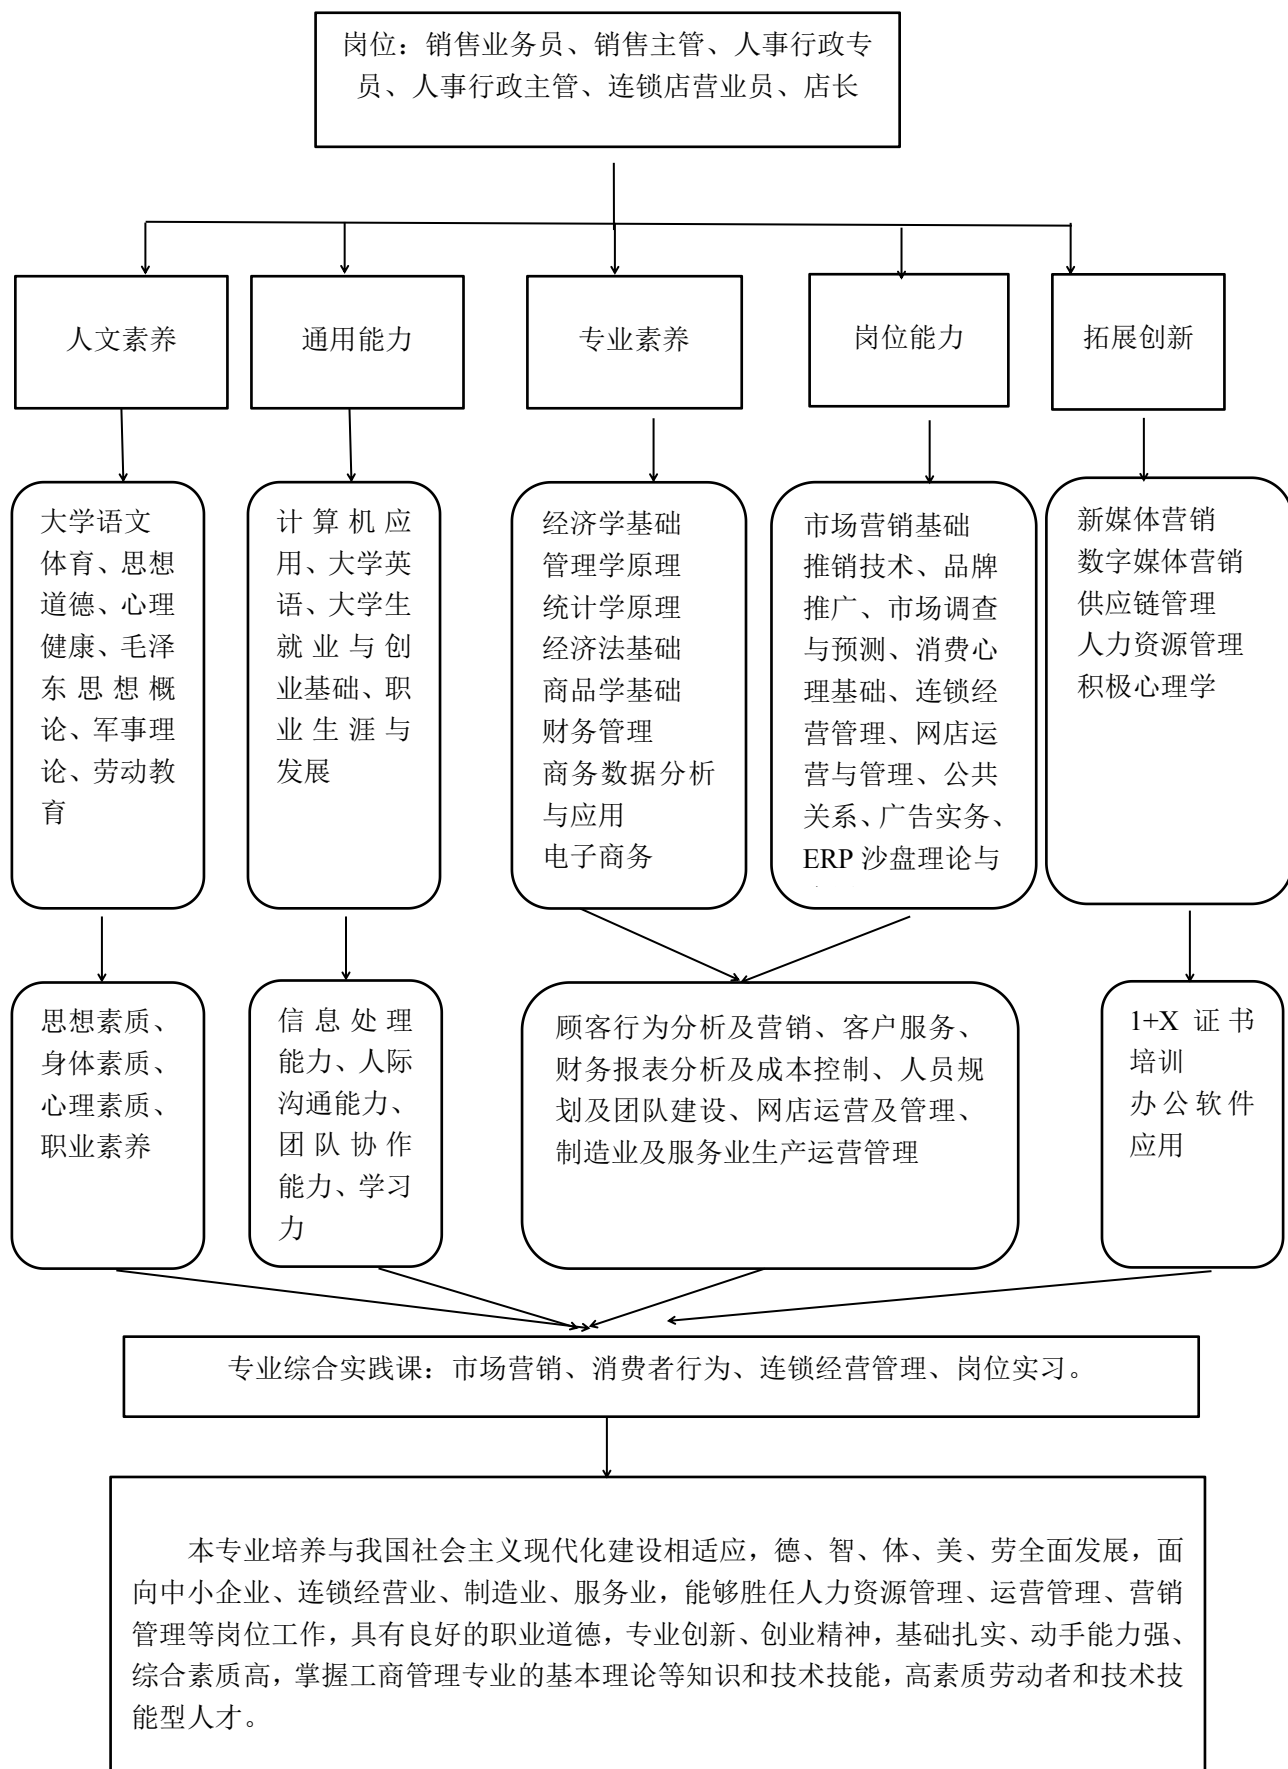 岗位：销售业务员、销售主管、人事行政专
员、人事行政主管、连锁店营业员、店长
人文素养
通用能力
专业素养
岗位能力
拓展创新
大学语文
体育、思想
道德、心理
健康、毛泽
东思想概
论、军事理
论、劳动教
育
计算机应
用、大学英
语、大学生
就业与创
业基础、职
业生涯与
发展
经济学基础
管理学原理
统计学原理
经济法基础
商品学基础
财务管理
商务数据分析
与应用
电子商务
市场营销基础
推销技术、品牌
推广、市场调查
与预测、消费心
理基础、连锁经
营管理、网店运
营与管理、公共
关系、广告实务、
ERP 沙盘理论与
新媒体营销
数字媒体营销
供应链管理
人力资源管理
积极心理学
思想素质、
身体素质、
心理素质、
职业素养
信息处理
能力、人际
沟通能力、
团队协作
能力、学习
力
顾客行为分析及营销、客户服务、
财务报表分析及成本控制、人员规
划及团队建设、网店运营及管理、
制造业及服务业生产运营管理
1+X 证书
培训
办公软件
应用
专业综合实践课：市场营销、消费者行为、连锁经营管理、岗位实习。
本专业培养与我国社会主义现代化建设相适应，德、智、体、美、劳全面发展，面
向中小企业、连锁经营业、制造业、服务业，能够胜任人力资源管理、运营管理、营销
管理等岗位工作，具有良好的职业道德，专业创新、创业精神，基础扎实、动手能力强、
综合素质高，掌握工商管理专业的基本理论等知识和技术技能，高素质劳动者和技术技
能型人才。